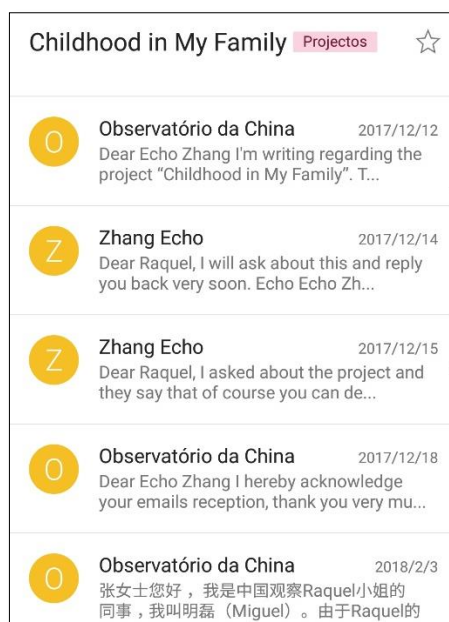 Childhood in My Family Projectos
O
Observatório da China 2017/12/12
Dear Echo Zhang I'm writing regarding the
project “Childhood in My Family”. T...
Z
Zhang Echo 2017/12/14
Dear Raquel, I will ask about this and reply
you back very soon. Echo Echo Zh...
Z
Zhang Echo 2017/12/15
Dear Raquel, I asked about the project and
they say that of course you can de...
O
Observatório da China 2017/12/18
Dear Echo Zhang I hereby acknowledge
your emails reception, thank you very mu...
O
Observatório da China 2018/2/3
张女士您好，我是中国观察Raquel小姐的
同事，我叫明磊（Miguel）。由于Raquel的